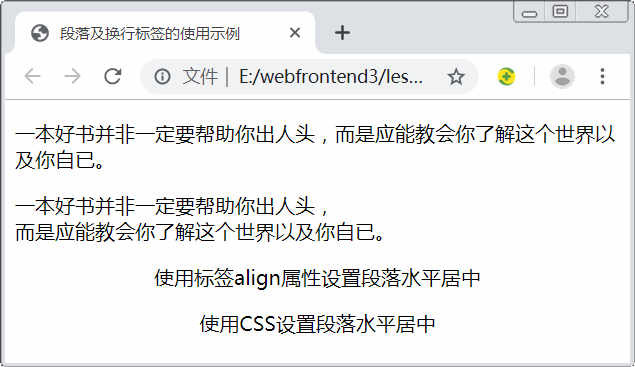 段落及换行标签的使用示例
文件 | E:/webfrontend3/les...
一本好书并非一定要帮助你出人头，而是应能教会你了解这个世界以
及你自已。
一本好书并非一定要帮助你出人头，
而是应能教会你了解这个世界以及你自已。
使用标签align属性设置段落水平居中
使用CSS设置段落水平居中